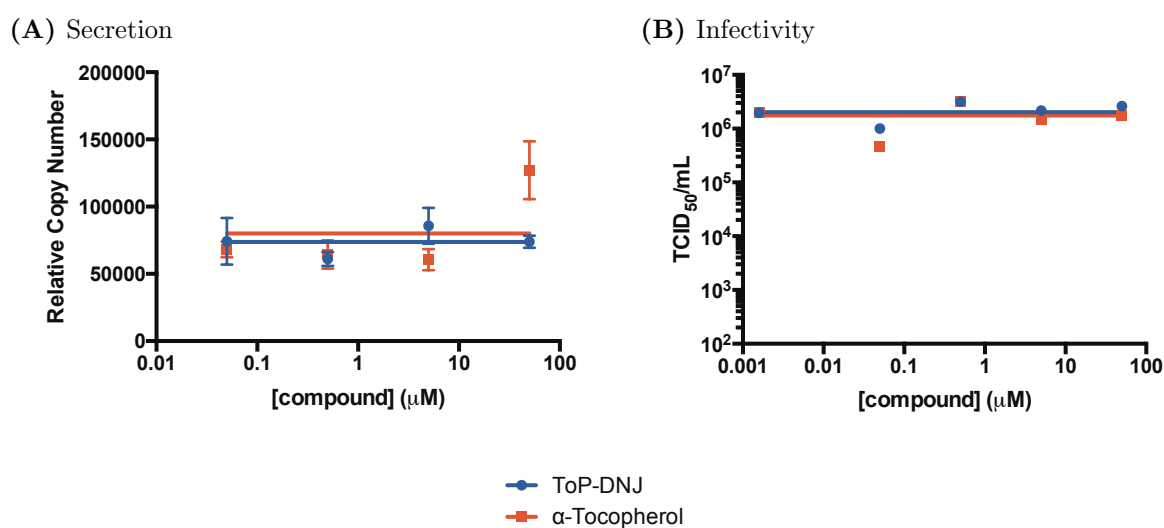 (A) Secretion
200000
150000
100000
50000
0
0.01
0.1
1
10
100
Relative Copy Number
[compound] (μM)
(B) Infectivity
10⁷
10⁶
10⁵
10⁴
10³
10²
0.001
0.01
0.1
1
10
100
TCID₅₀/mL
[compound] (μM)
ToP-DNJ
α-Tocopherol